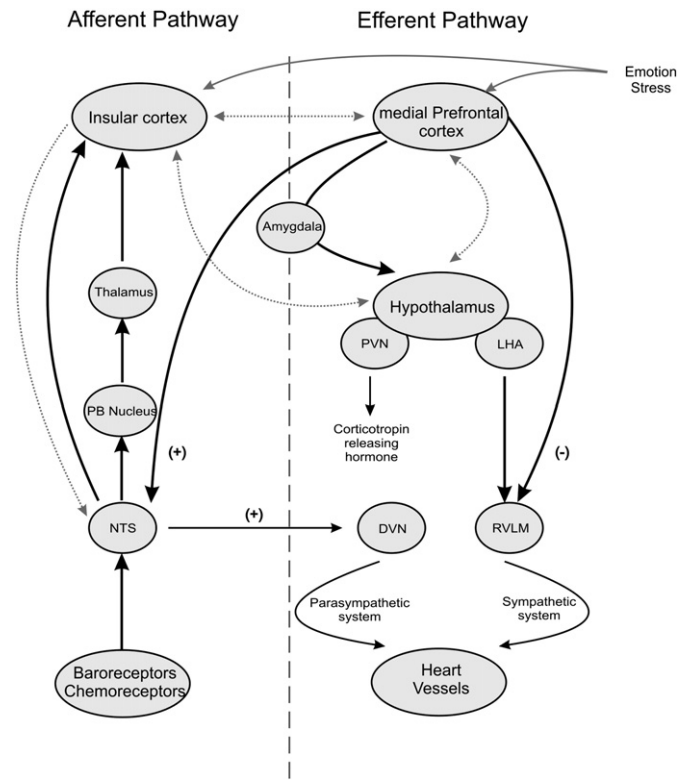 Afferent Pathway
Efferent Pathway
Emotion
Stress
Insular cortex
medial Prefrontal
cortex
Amygdala
Thalamus
Hypothalamus
PVN
LHA
PB Nucleus
Corticotropin
releasing
hormone
(+)
(-)
NTS
(+)
DVN
RVLM
Parasympathetic
system
Sympathetic
system
Baroreceptors
Chemoreceptors
Heart
Vessels